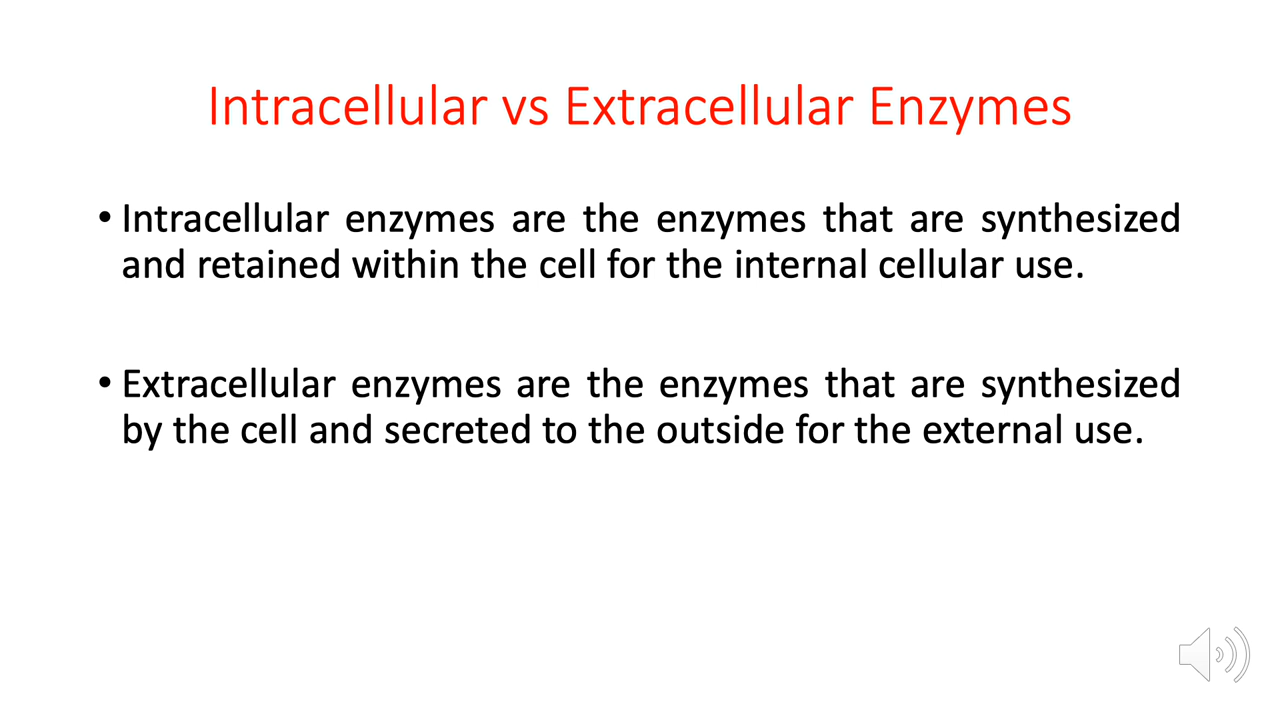 Intracellular vs Extracellular Enzymes
• Intracellular enzymes are the enzymes that are synthesized
and retained within the cell for the internal cellular use.
• Extracellular enzymes are the enzymes that are synthesized
by the cell and secreted to the outside for the external use.